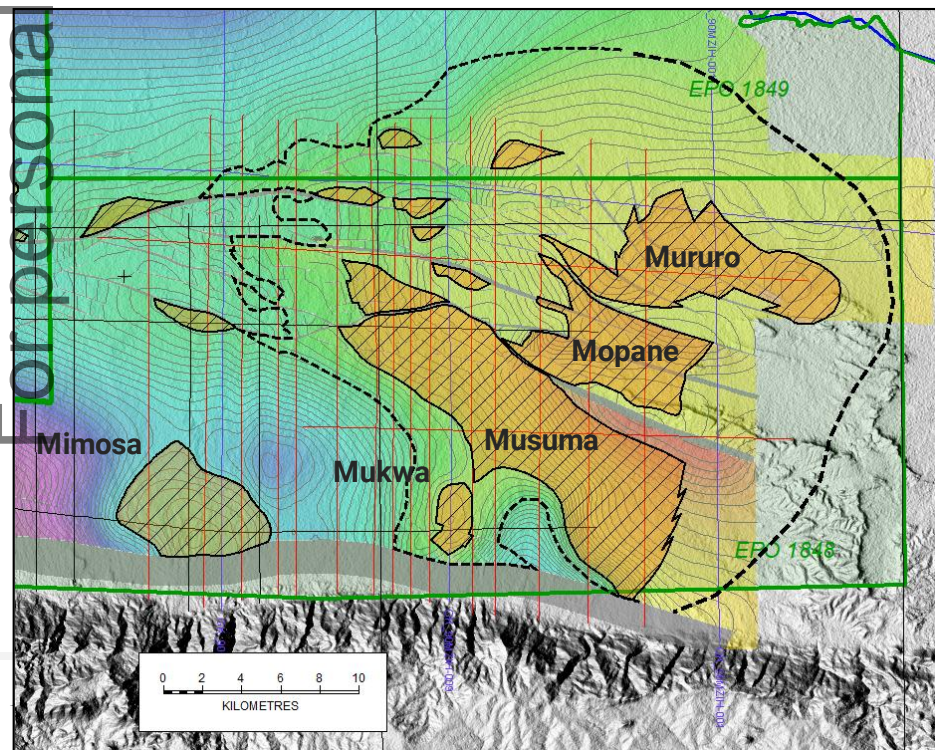 For personal
EPO 1849
Mururo
Mopane
Mimosa
Musuma
Mukwa
EPO 1848
0 2 4 6 8 10
KILOMETRES